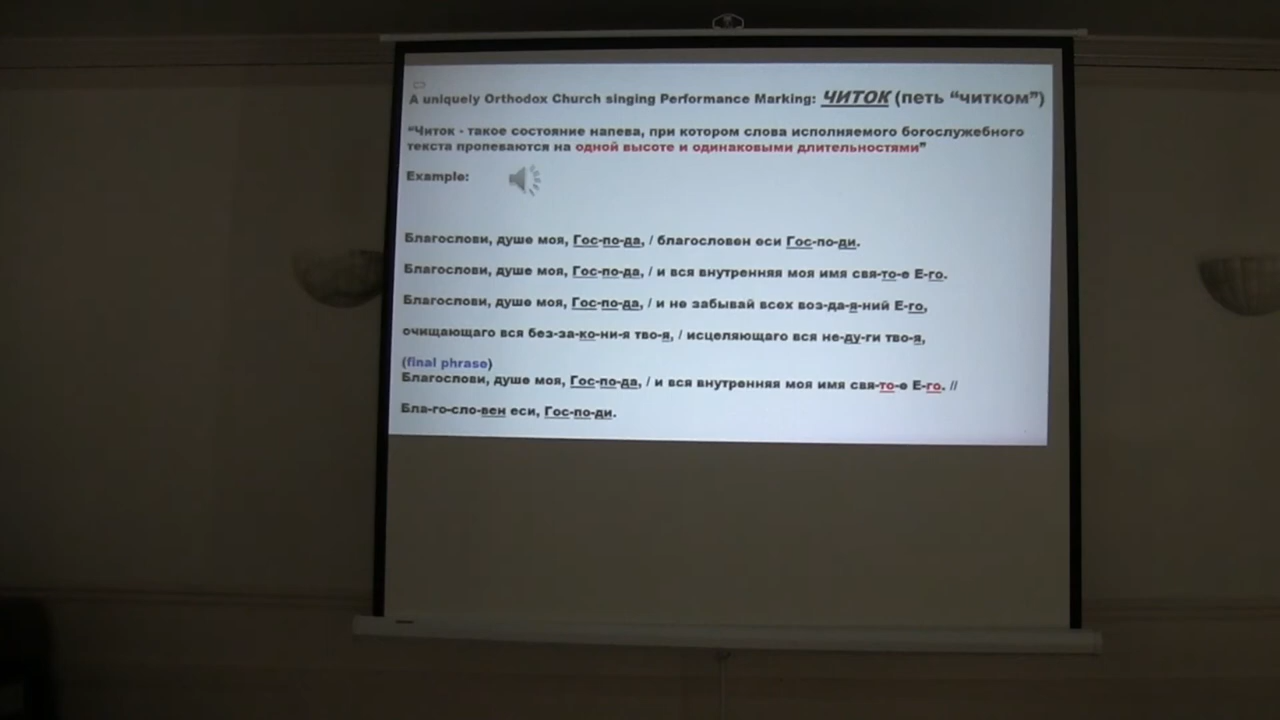 A uniquely Orthodox Church singing Performance Marking: ЧИТОК (петь “читком”)
“Читок - такое состояние напева, при котором слова исполняемого богослужебного
текста пропеваются на одной высоте и одинаковыми длительностями”
Example:
Благослови, душе моя, Гос-по-да, / благословен еси Гос-по-ди.
Благослови, душе моя, Гос-по-да, / и вся внутренняя моя имя свя-то-е Е-го.
Благослови, душе моя, Гос-по-да, / и не забывай всех воз-да-я-ний Е-го,
очищающаго вся без-за-ко-ни-я тво-я, / исцеляющаго вся не-ду-ги тво-я,
(final phrase)
Благослови, душе моя, Гос-по-да, / и вся внутренняя моя имя свя-то-е Е-го. //
Бла-го-сло-вен еси, Гос-по-ди.